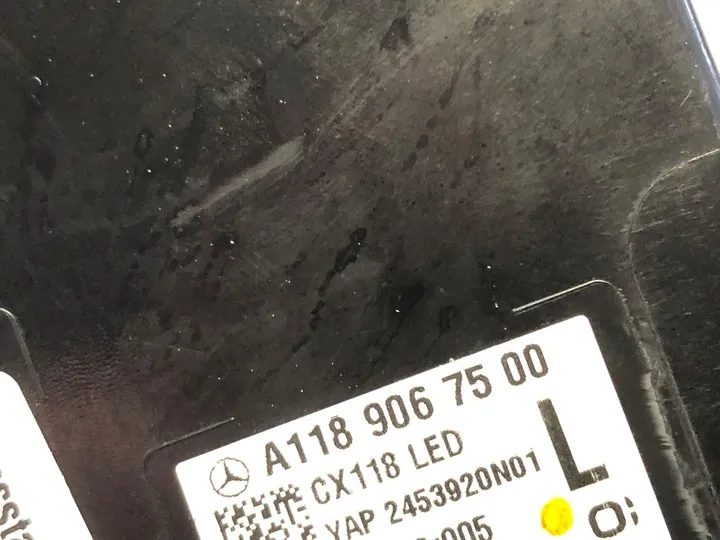 A118 906 75 00
CX118 LED
L
YAP 2453920N01